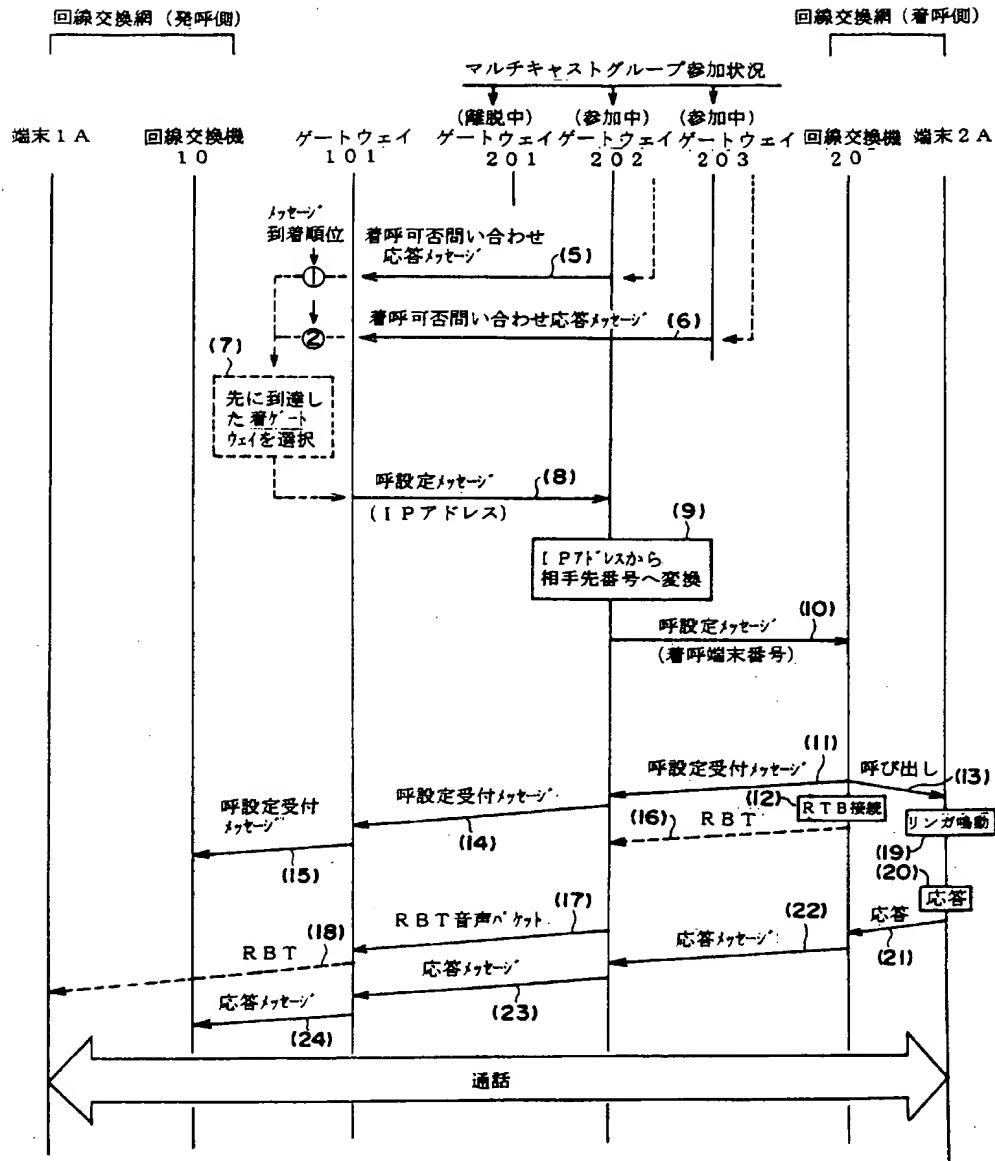 回線交換網(発呼側)
回線交換網(着呼側)
マルチキャストグループ参加状況
(離脱中)
(参加中)
(参加中)
端末1A
回線交換機
10
ゲートウェイ
101
ゲートウェイ
201
ゲートウェイ
202
ゲートウェイ
203
回線交換機
20
端末2A
メッセージ
到着順位
着呼可否問い合わせ
応答メッセージ
(5)
①
着呼可否問い合わせ応答メッセージ
(6)
②
(7)
先に到達し
た着ゲート
ウェイを選択
呼設定メッセージ
(8)
(IPアドレス)
(9)
IPアドレスから
相手先番号へ変換
呼設定メッセージ
(10)
(着呼端末番号)
呼設定受付メッセージ
(11)
呼び出し
(13)
(12)
RTB接続
呼設定受付メッセージ
(14)
呼設定受付
メッセージ
(15)
(16)
RBT
リンガ鳴動
(19)
(20)
応答
応答
(21)
RBT音声パケット
(17)
応答メッセージ
(22)
RBT
(18)
応答メッセージ
(23)
応答メッセージ
(24)
通話